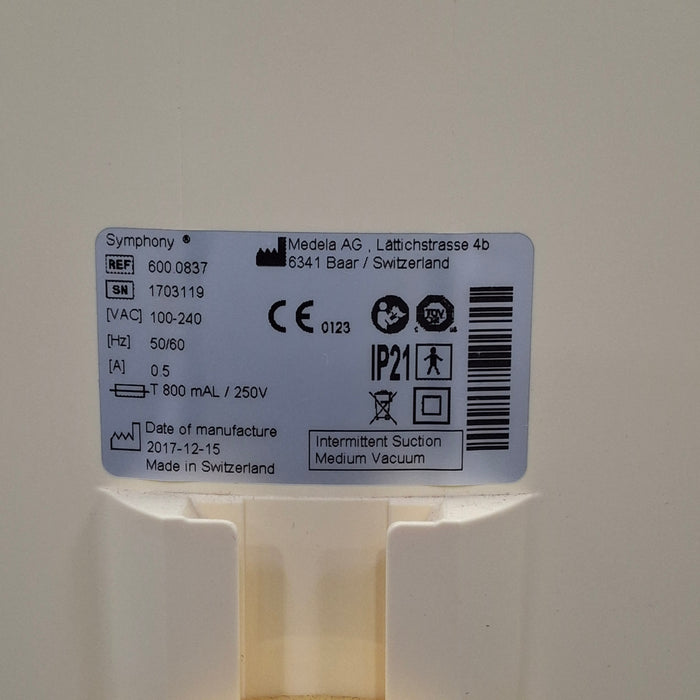 Symphony ®
REF 600 0837
SN 1703119
[VAC] 100-240
[Hz] 50/60
[A] 0.5
T 800 mAL / 250V
Date of manufacture
2017-12-15
Made in Switzerland
Medela AG , Lättichstrasse 4b
6341 Baar / Switzerland
CE 0123
TÜV
c us
IP21
Intermittent Suction
Medium Vacuum